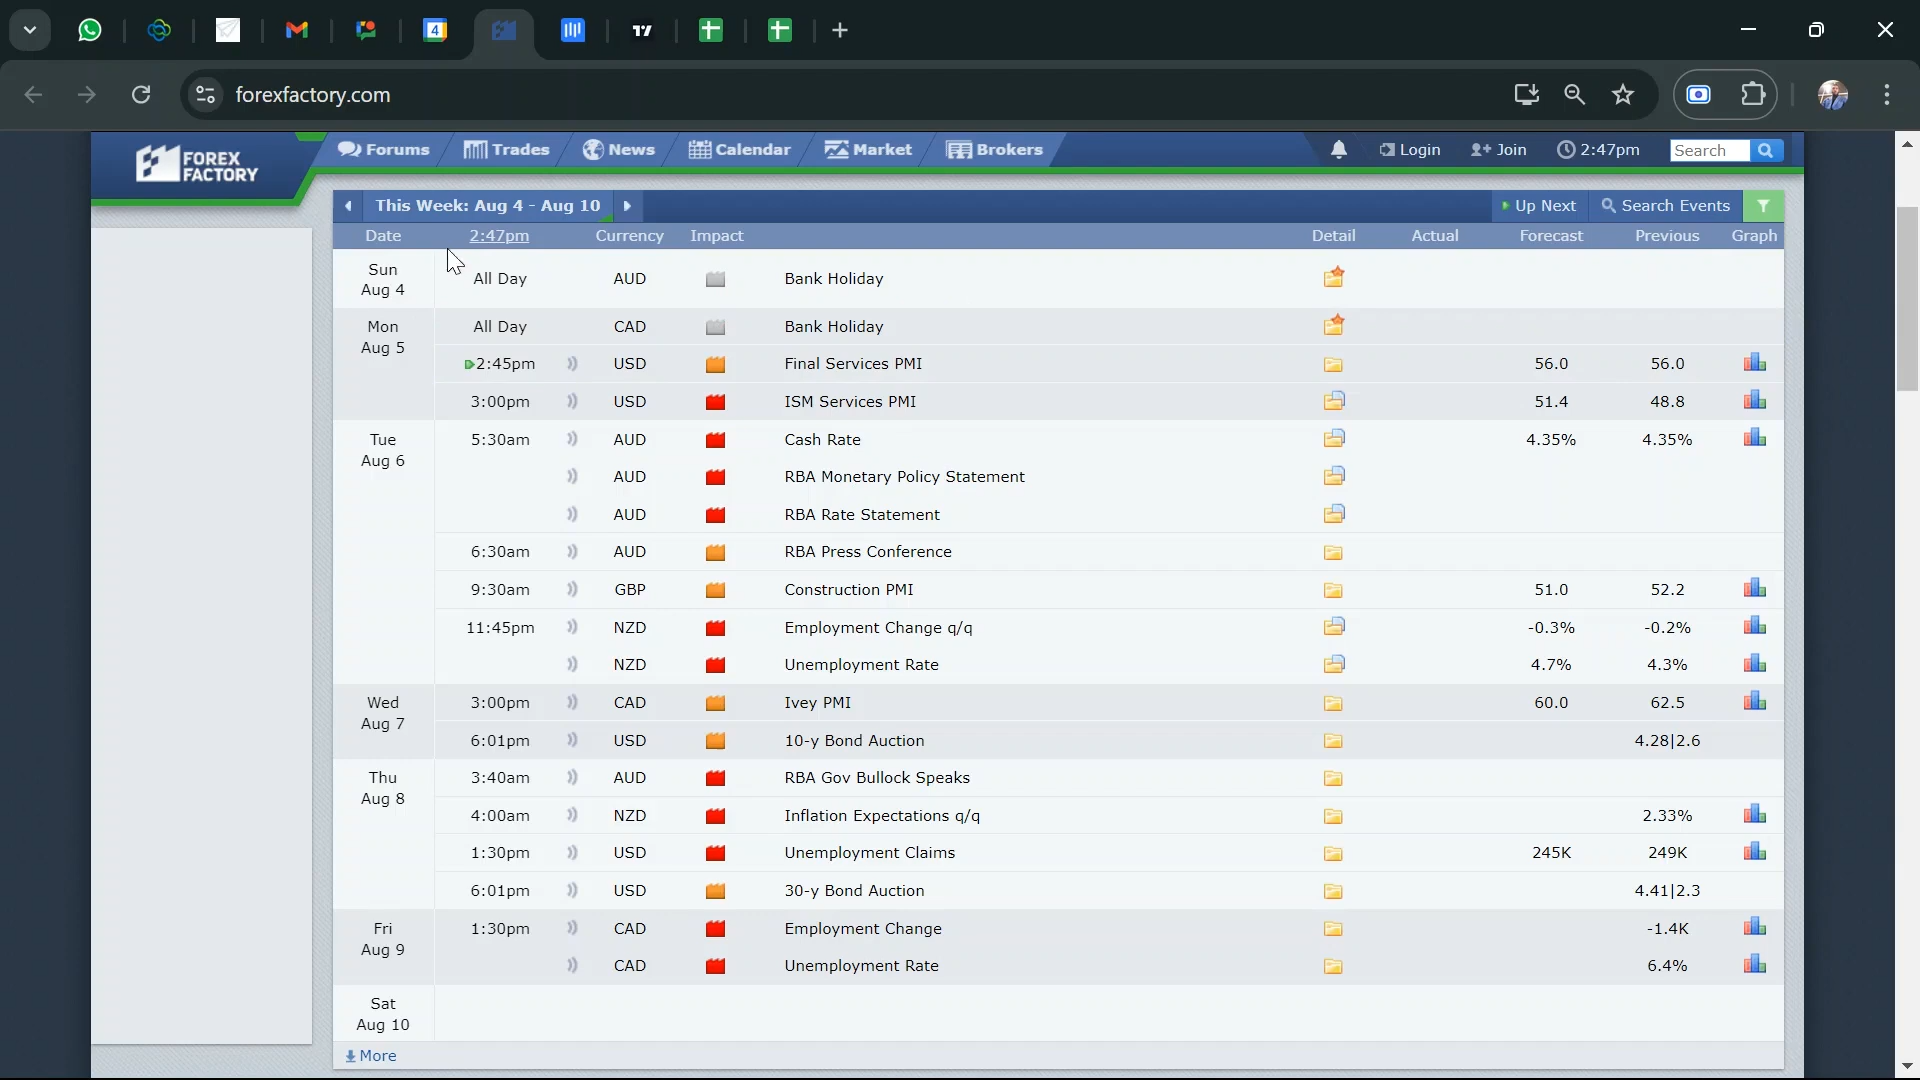 4
forexfactory.com
FOREX FACTORY Forums Trades News Calendar Market Brokers Login Join 2:47pm Search
This Week: Aug 4 - Aug 10 Up Next Search Events
Date 2:47pm Currency Impact Detail Actual Forecast Previous Graph
Sun Aug 4 All Day AUD Bank Holiday
Mon Aug 5 All Day CAD Bank Holiday
2:45pm USD Final Services PMI 56.0 56.0
3:00pm USD ISM Services PMI 51.4 48.8
Tue Aug 6 5:30am AUD Cash Rate 4.35% 4.35%
AUD RBA Monetary Policy Statement
AUD RBA Rate Statement
6:30am AUD RBA Press Conference
9:30am GBP Construction PMI 51.0 52.2
11:45pm NZD Employment Change q/q -0.3% -0.2%
NZD Unemployment Rate 4.7% 4.3%
Wed Aug 7 3:00pm CAD Ivey PMI 60.0 62.5
6:01pm USD 10-y Bond Auction 4.28|2.6
Thu Aug 8 3:40am AUD RBA Gov Bullock Speaks
4:00am NZD Inflation Expectations q/q 2.33%
1:30pm USD Unemployment Claims 245K 249K
6:01pm USD 30-y Bond Auction 4.41|2.3
Fri Aug 9 1:30pm CAD Employment Change -1.4K
CAD Unemployment Rate 6.4%
Sat Aug 10
More